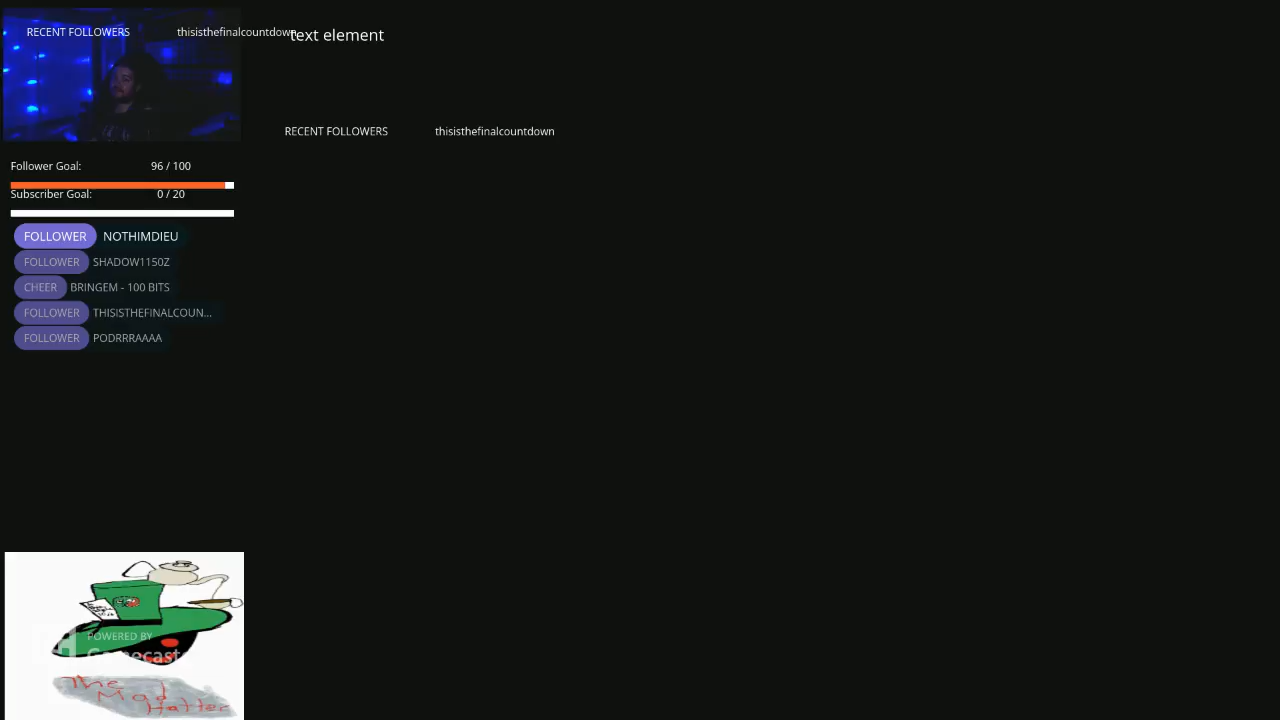 RECENT FOLLOWERS thisisthefinalcountdown
text element
RECENT FOLLOWERS thisisthefinalcountdown
Follower Goal: 96 / 100
Subscriber Goal: 0 / 20
FOLLOWER NOTHIMDIEU
FOLLOWER SHADOW1150Z
CHEER BRINGEM - 100 BITS
FOLLOWER THISISTHEFINALCOUN...
FOLLOWER PODRRRAAAA
POWERED BY
The Mad Hatter